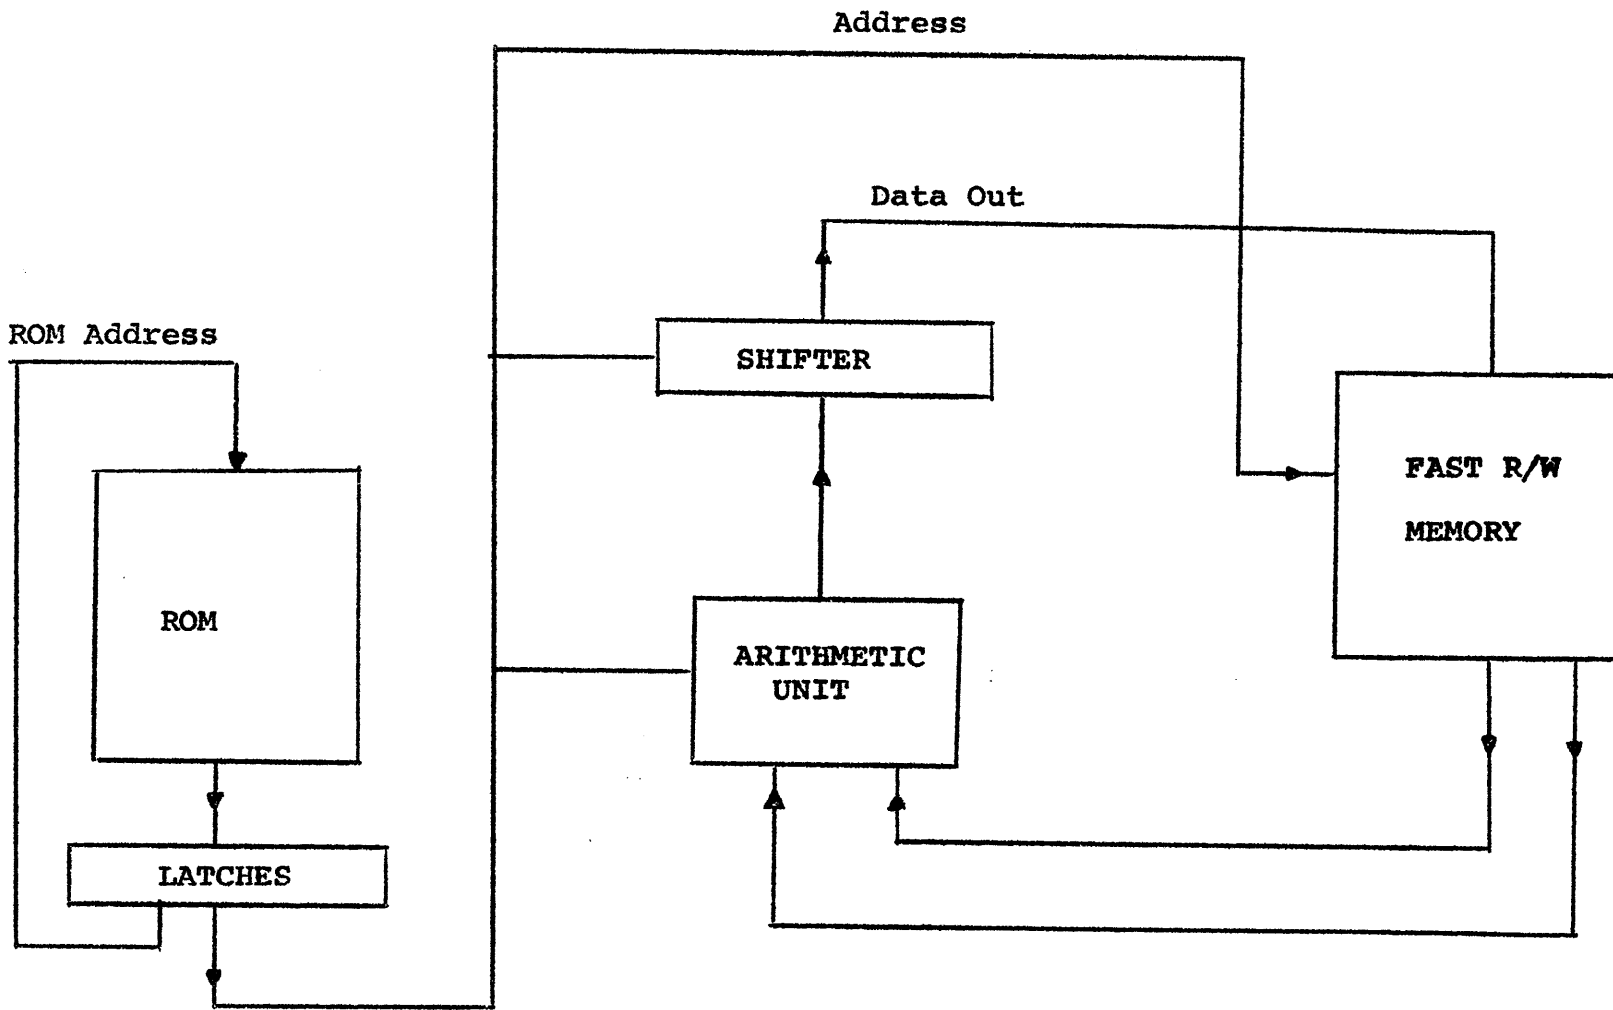 Address
Data Out
ROM Address
SHIFTER
FAST R/W
MEMORY
ROM
ARITHMETIC
UNIT
LATCHES